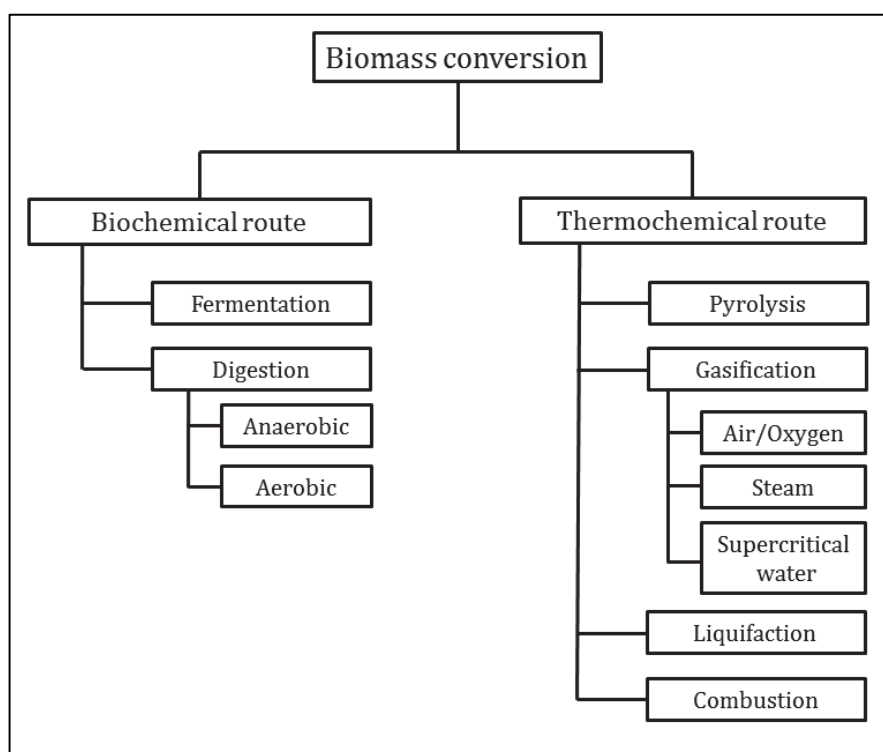 Biomass conversion
Biochemical route
Fermentation
Digestion
Anaerobic
Aerobic
Thermochemical route
Pyrolysis
Gasification
Air/Oxygen
Steam
Supercritical
water
Liquifaction
Combustion